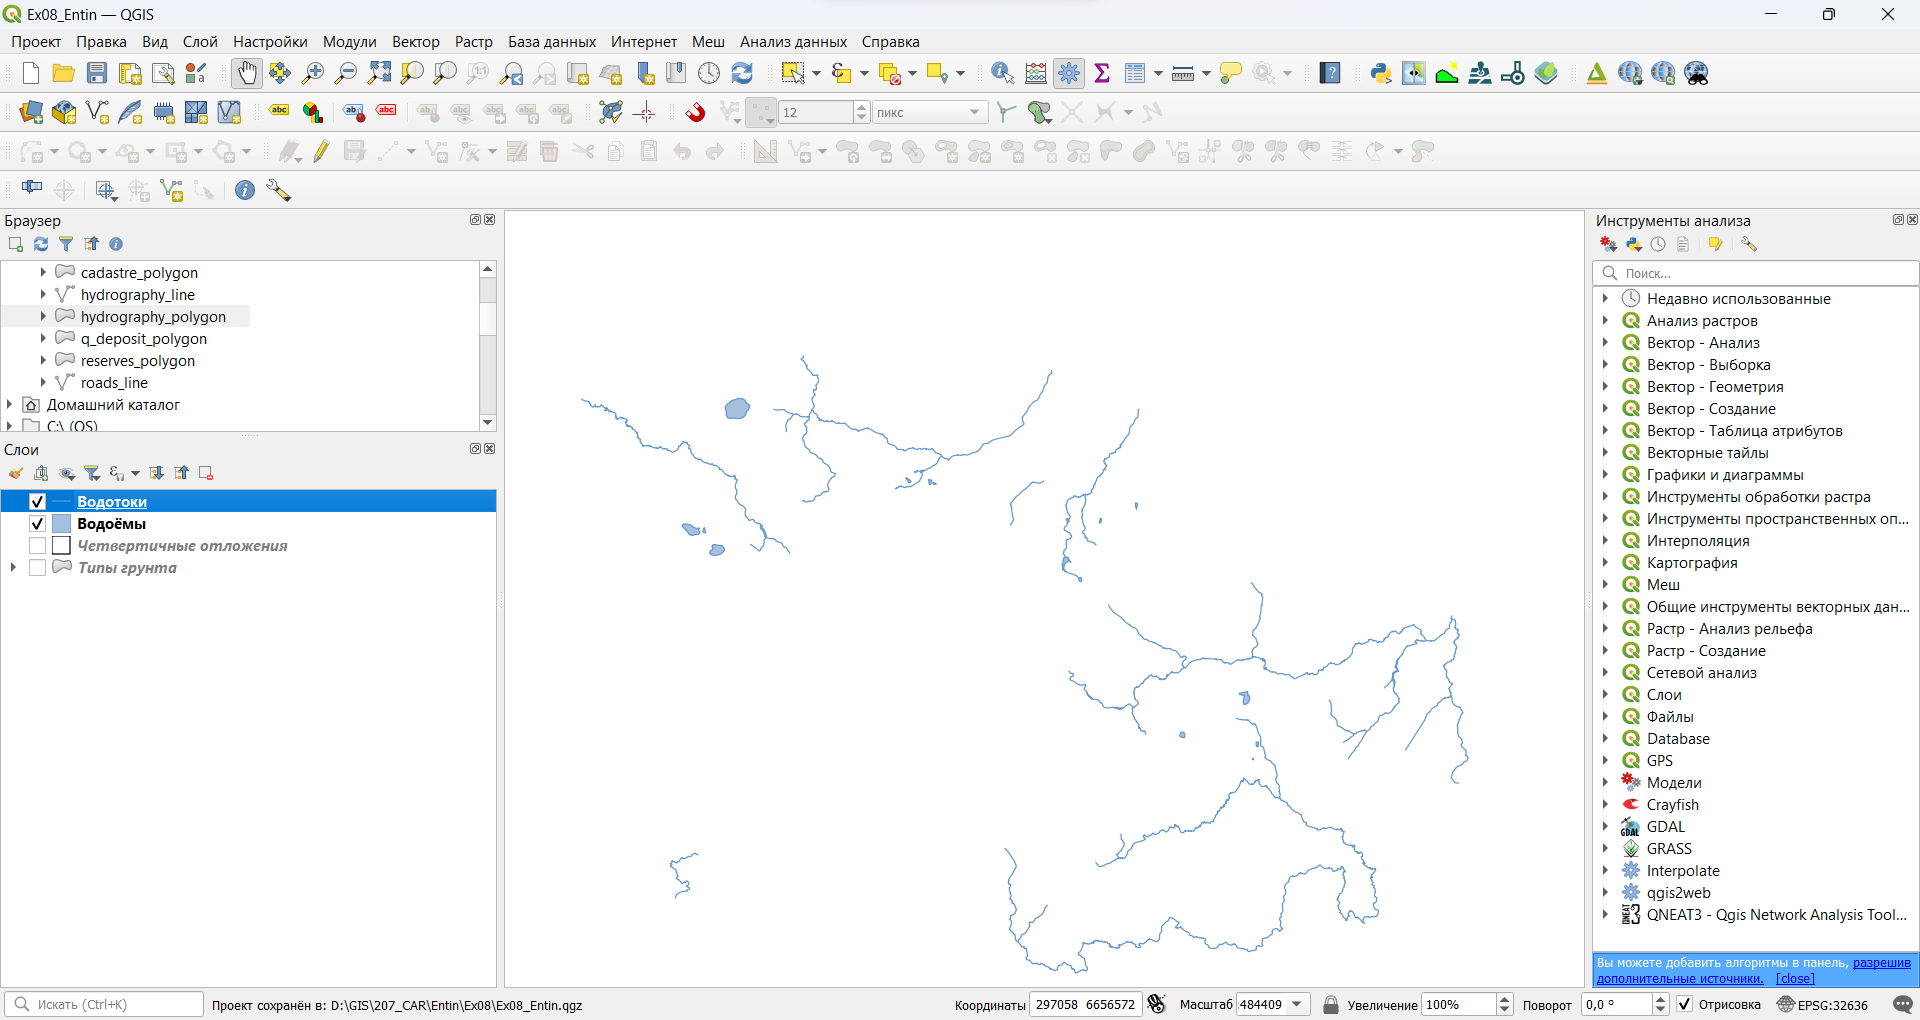 Ex08_Entin — QGIS
Проект Правка Вид Слой Настройки Модули Вектор Растр База данных Интернет Меш Анализ данных Справка
12 пикс
Браузер
cadastre_polygon
hydrography_line
hydrography_polygon
q_deposit_polygon
reserves_polygon
roads_line
Домашний каталог
C:\ (OS)
Слои
Водотоки
Водоёмы
Четвертичные отложения
Типы грунта
Инструменты анализа
Поиск...
Недавно использованные
Анализ растров
Вектор - Анализ
Вектор - Выборка
Вектор - Геометрия
Вектор - Создание
Вектор - Таблица атрибутов
Векторные тайлы
Графики и диаграммы
Инструменты обработки растра
Инструменты пространственных оп...
Интерполяция
Картография
Меш
Общие инструменты векторных дан...
Растр - Анализ рельефа
Растр - Создание
Сетевой анализ
Слои
Файлы
Database
GPS
Модели
Crayfish
GDAL
GRASS
Interpolate
qgis2web
QNEAT3 - Qgis Network Analysis Tool...
Вы можете добавить алгоритмы в панель, разрешив
дополнительные источники. [close]
Искать (Ctrl+K) Проект сохранён в: D:\GIS\207_CAR\Entin\Ex08\Ex08_Entin.qgz Координаты 297058 6656572 Масштаб 484409 Увеличение 100% Поворот 0,0 ° Отрисовка EPSG:32636